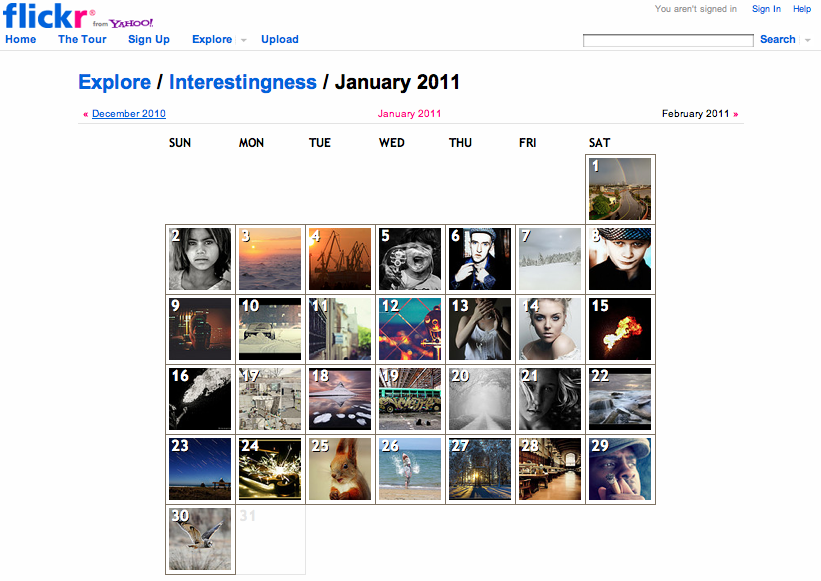 flickr® from YAHOO!
You aren't signed in Sign In Help
Home The Tour Sign Up Explore Upload Search
Explore / Interestingness / January 2011
« December 2010 January 2011 February 2011 »
SUN MON TUE WED THU FRI SAT
1
2 3 4 5 6 7 8
9 10 11 12 13 14 15
16 17 18 19 20 21 22
23 24 25 26 27 28 29
30 31